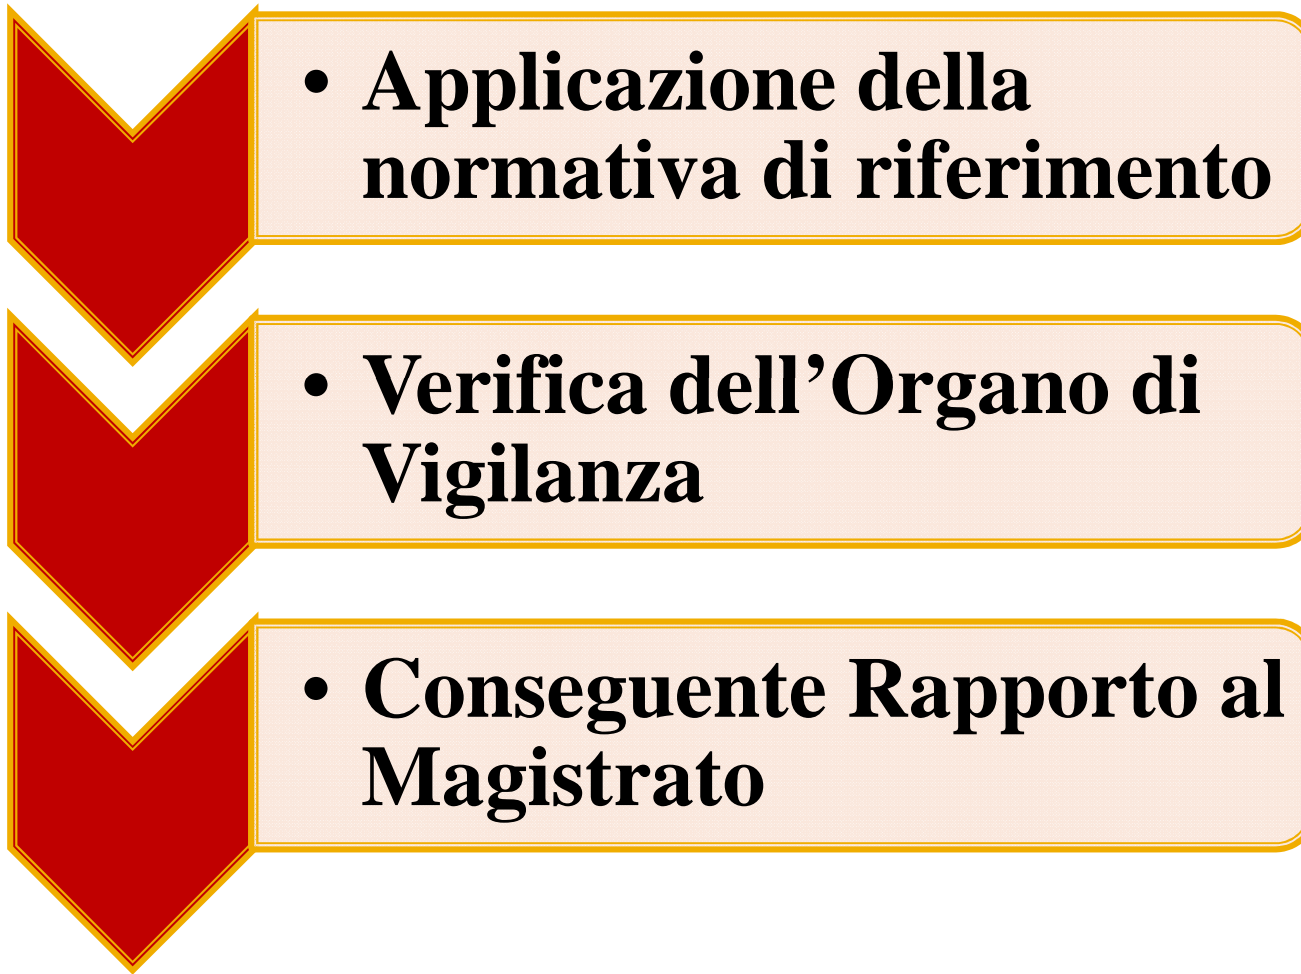 • Applicazione della
normativa di riferimento
• Verifica dell’Organo di
Vigilanza
• Conseguente Rapporto al
Magistrato